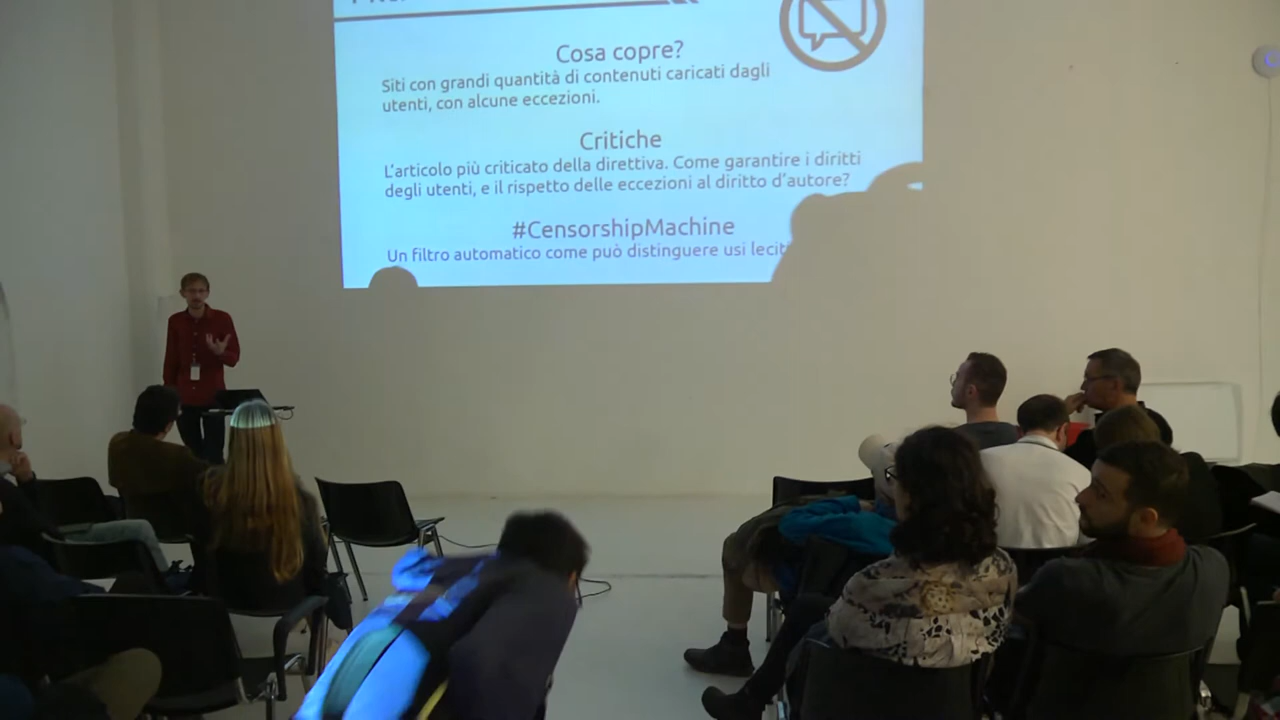 Cosa copre?
Siti con grandi quantità di contenuti caricati dagli
utenti, con alcune eccezioni.
Critiche
L'articolo più criticato della direttiva. Come garantire i diritti
degli utenti, e il rispetto delle eccezioni al diritto d'autore?
#CensorshipMachine
Un filtro automatico come può distinguere usi lecit